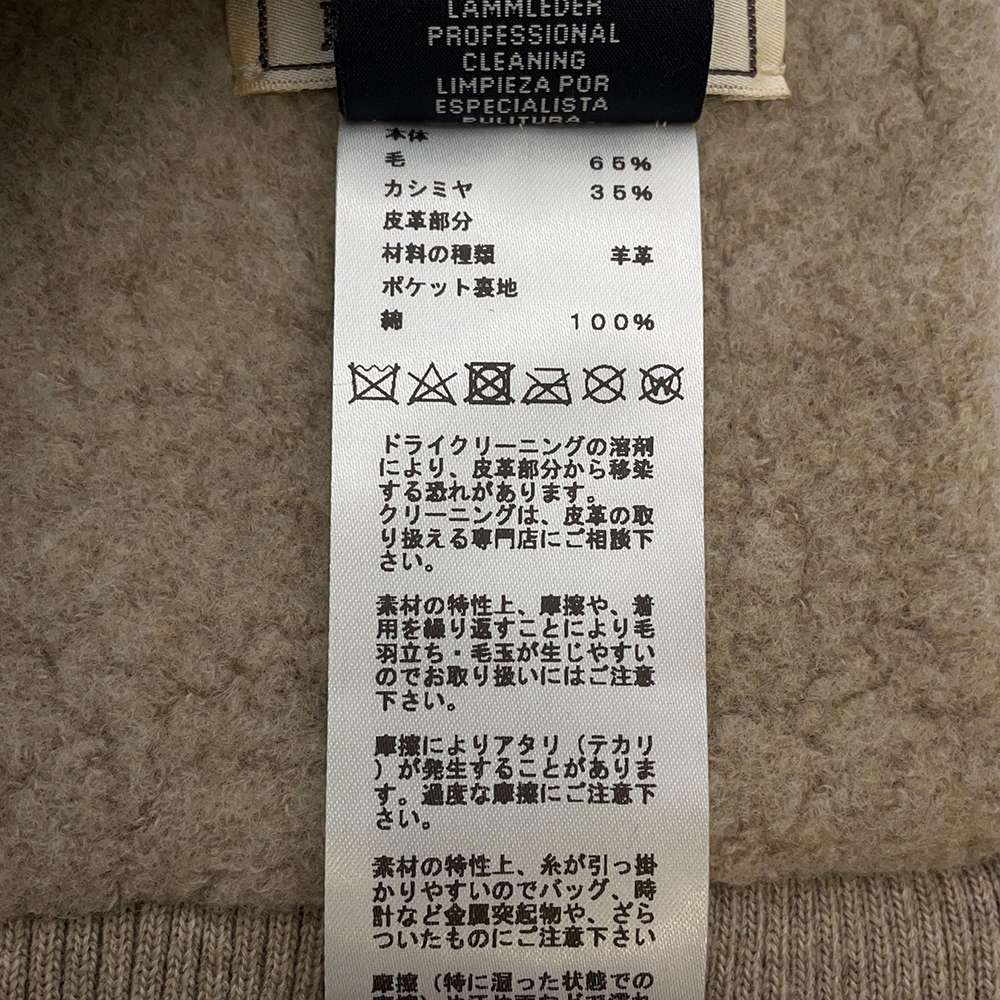 LAMMLEDER
PROFESSIONAL
CLEANING
LIMPIEZA POR
ESPECIALISTA
PULITURA
本体
毛 65%
カシミヤ 35%
皮革部分
材料の種類 羊革
ポケット裏地
綿 100%
W
ドライクリーニングの溶剤
により、皮革部分から移染
する恐れがあります。
クリーニングは、皮革の取
り扱える専門店にご相談下
さい。
素材の特性上、摩擦や、着
用を繰り返すことにより毛
羽立ち・毛玉が生じやすい
のでお取り扱いにはご注意
下さい。
摩擦によりアタリ（テカリ
）が発生することがありま
す。過度な摩擦にご注意下
さい。
素材の特性上、糸が引っ掛
かりやすいのでバッグ、時
計など金属突起物や、ざら
ついたものにご注意下さい
摩擦（特に湿った状態での